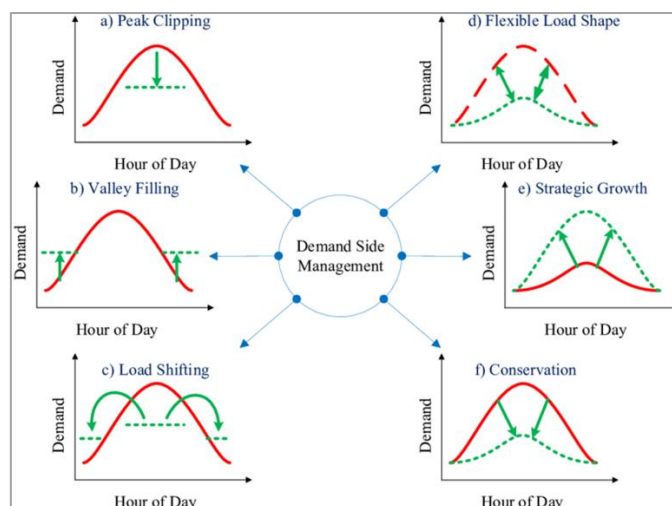 a) Peak Clipping
Demand
Hour of Day
b) Valley Filling
Demand
Hour of Day
c) Load Shifting
Demand
Hour of Day
Demand Side
Management
d) Flexible Load Shape
Demand
Hour of Day
e) Strategic Growth
Demand
Hour of Day
f) Conservation
Demand
Hour of Day